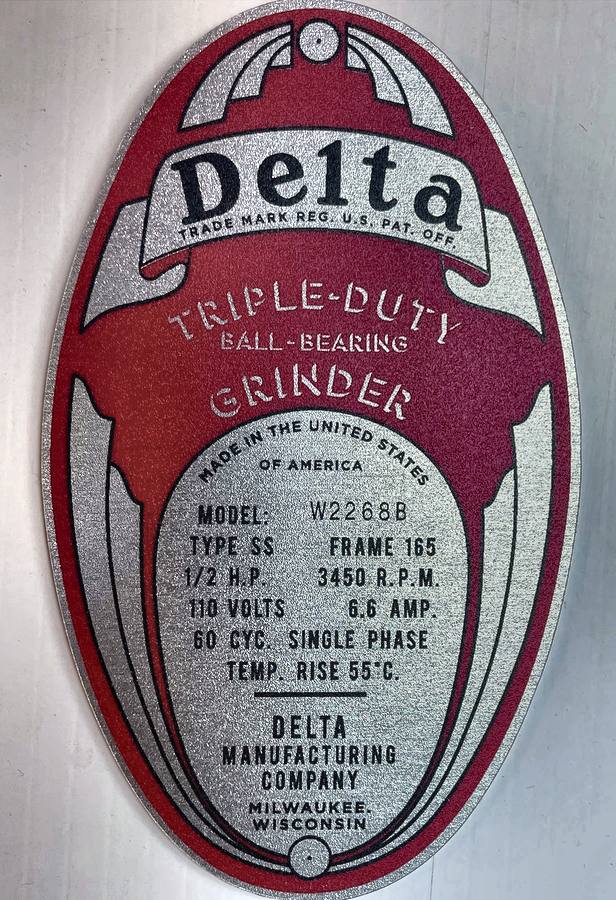 Delta
TRADE MARK REG. U.S. PAT. OFF.
TRIPLE-DUTY
BALL-BEARING
GRINDER
MADE IN THE UNITED STATES
OF AMERICA
MODEL: W2268B
TYPE SS FRAME 165
1/2 H.P. 3450 R.P.M.
110 VOLTS 6.6 AMP.
60 CYC. SINGLE PHASE
TEMP. RISE 55°C.
DELTA
MANUFACTURING
COMPANY
MILWAUKEE,
WISCONSIN